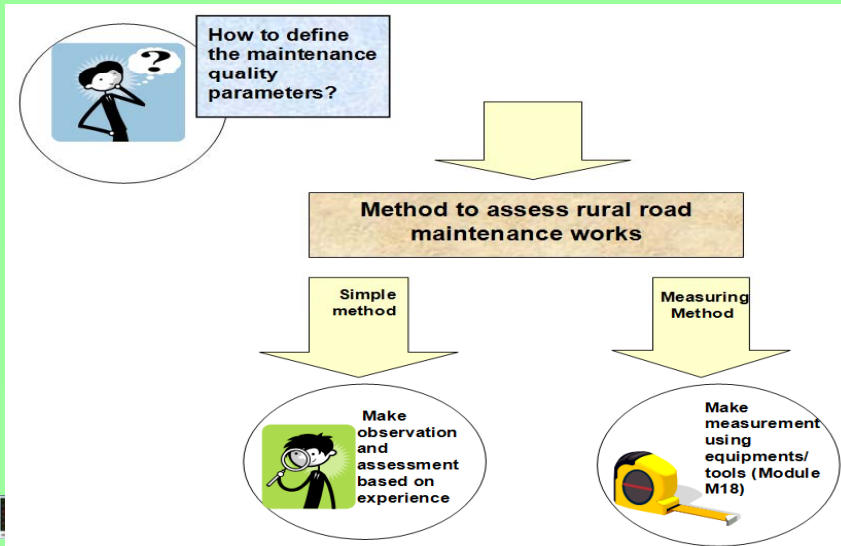 How to define
the maintenance
quality
parameters?
?
Method to assess rural road
maintenance works
Simple
method
Measuring
Method
Make
observation
and
assessment
based on
experience
Make
measurement
using
equipments/
tools (Module
M18)